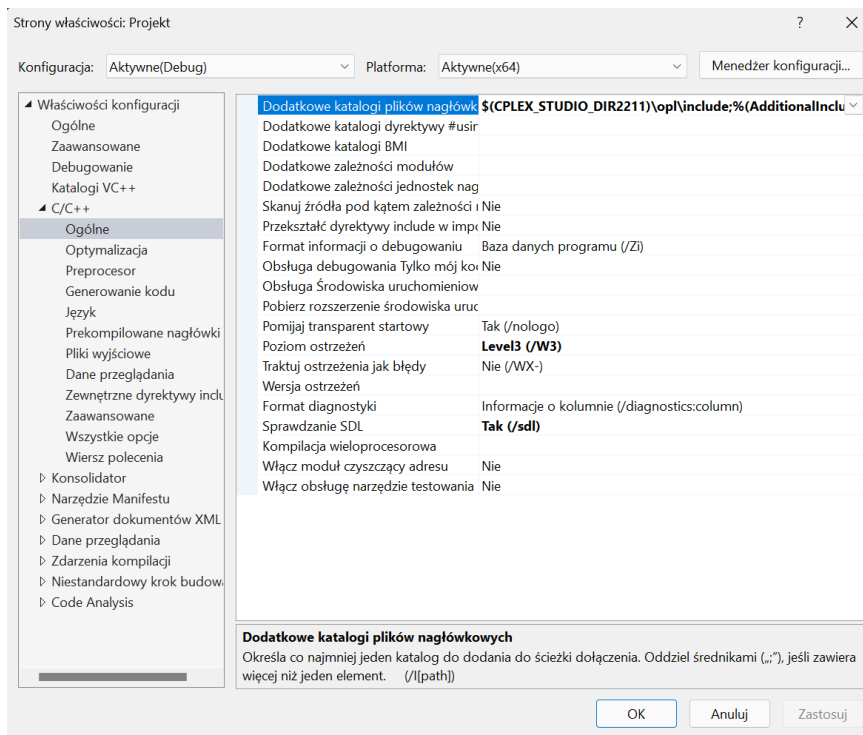 Strony właściwości: Projekt
?
Konfiguracja: Aktywne(Debug) Platforma: Aktywne(x64) Menedżer konfiguracji...
Właściwości konfiguracji
Ogólne
Zaawansowane
Debugowanie
Katalogi VC++
C/C++
Ogólne
Optymalizacja
Preprocesor
Generowanie kodu
Język
Prekompilowane nagłówki
Pliki wyjściowe
Dane przeglądania
Zewnętrzne dyrektywy inclu
Zaawansowane
Wszystkie opcje
Wiersz polecenia
Konsolidator
Narzędzie Manifestu
Generator dokumentów XML
Dane przeglądania
Zdarzenia kompilacji
Niestandardowy krok budow
Code Analysis
Dodatkowe katalogi plików nagłówk $(CPLEX_STUDIO_DIR2211)\opl\include;%(AdditionalInclu
Dodatkowe katalogi dyrektywy #usir
Dodatkowe katalogi BMI
Dodatkowe zależności modułów
Dodatkowe zależności jednostek nag
Skanuj źródła pod kątem zależności Nie
Przekształć dyrektywy include w impo Nie
Format informacji o debugowaniu Baza danych programu (/Zi)
Obsługa debugowania Tylko mój ko Nie
Obsługa Środowiska uruchomieniow
Pobierz rozszerzenie środowiska uruc
Pomijaj transparent startowy Tak (/nologo)
Poziom ostrzeżeń Level3 (/W3)
Traktuj ostrzeżenia jak błędy Nie (/WX-)
Wersja ostrzeżeń
Format diagnostyki Informacje o kolumnie (/diagnostics:column)
Sprawdzanie SDL Tak (/sdl)
Kompilacja wieloprocesorowa
Włącz moduł czyszczący adresu Nie
Włącz obsługę narzędzie testowania Nie
Dodatkowe katalogi plików nagłówkowych
Określa co najmniej jeden katalog do dodania do ścieżki dołączenia. Oddziel średnikami („;”), jeśli zawiera
więcej niż jeden element. (/I[path])
OK Anuluj Zastosuj